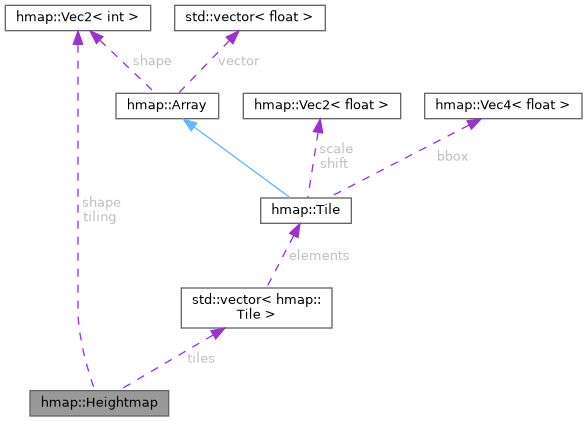 hmap::Vec2< int >
std::vector< float >
shape
vector
hmap::Array
hmap::Vec2< float >
hmap::Vec4< float >
scale
shift
bbox
shape
tiling
hmap::Tile
elements
std::vector< hmap::
Tile >
tiles
hmap::Heightmap